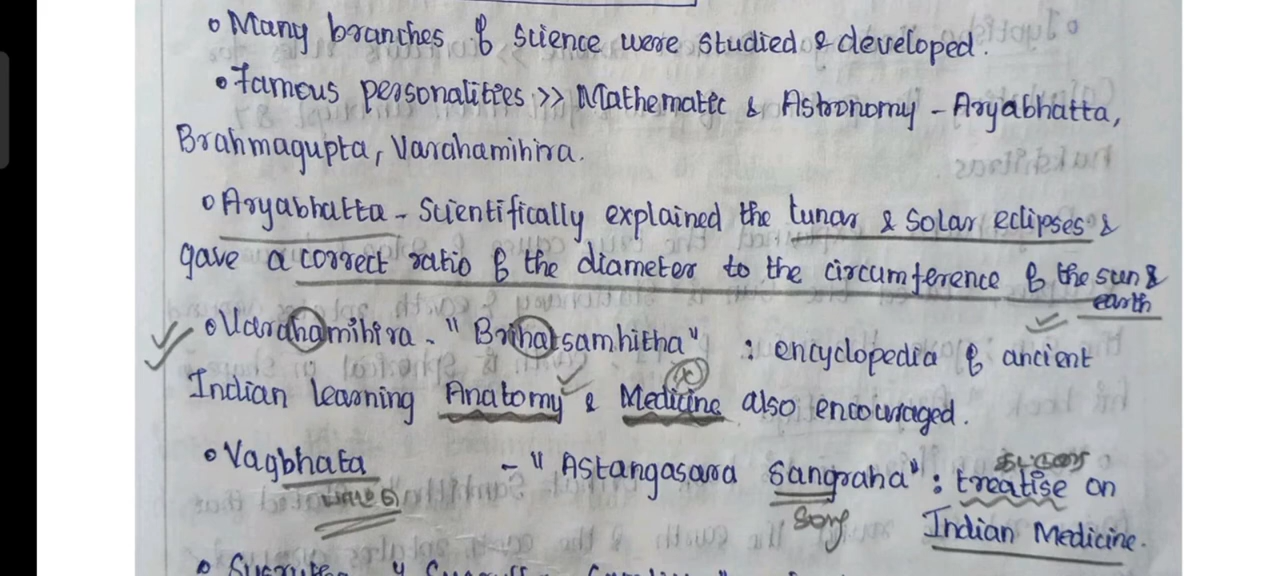 • Many branches of science were studied & developed.
• famous personalities >> Mathematic & Astronomy - Aryabhatta,
Brahmagupta, Varahamihira.
• Aryabhatta - Scientifically explained the lunar & Solar eclipses &
gave a correct ratio of the diameter to the circumference of the sun &
earth
• Varahamihira - "Brihatsamhitha" : encyclopedia of ancient
Indian learning Anatomy & Medicine also encouraged.
• Vagbhata - "Astangasara Sangraha" : treatise on
Song Indian Medicine.